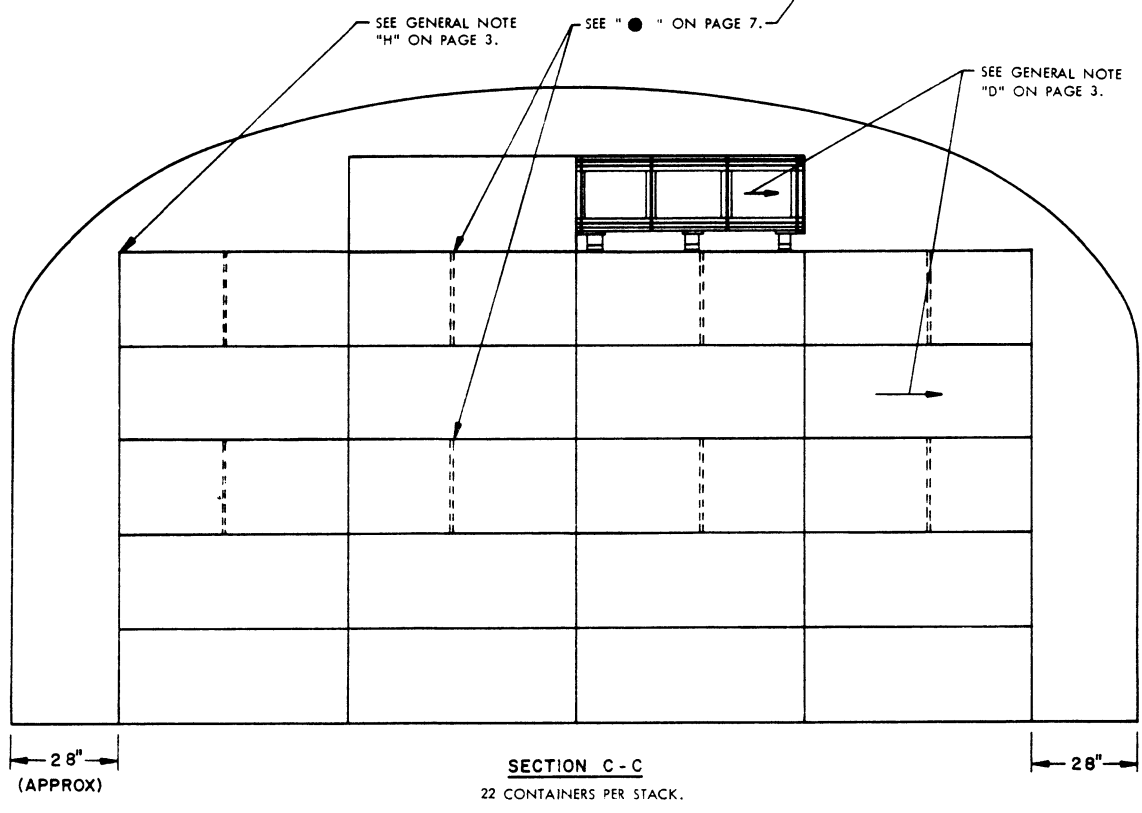 SEE GENERAL NOTE
"H" ON PAGE 3.
SEE " ● " ON PAGE 7.
SEE GENERAL NOTE
"D" ON PAGE 3.
28"
(APPROX)
SECTION C-C
22 CONTAINERS PER STACK.
28"